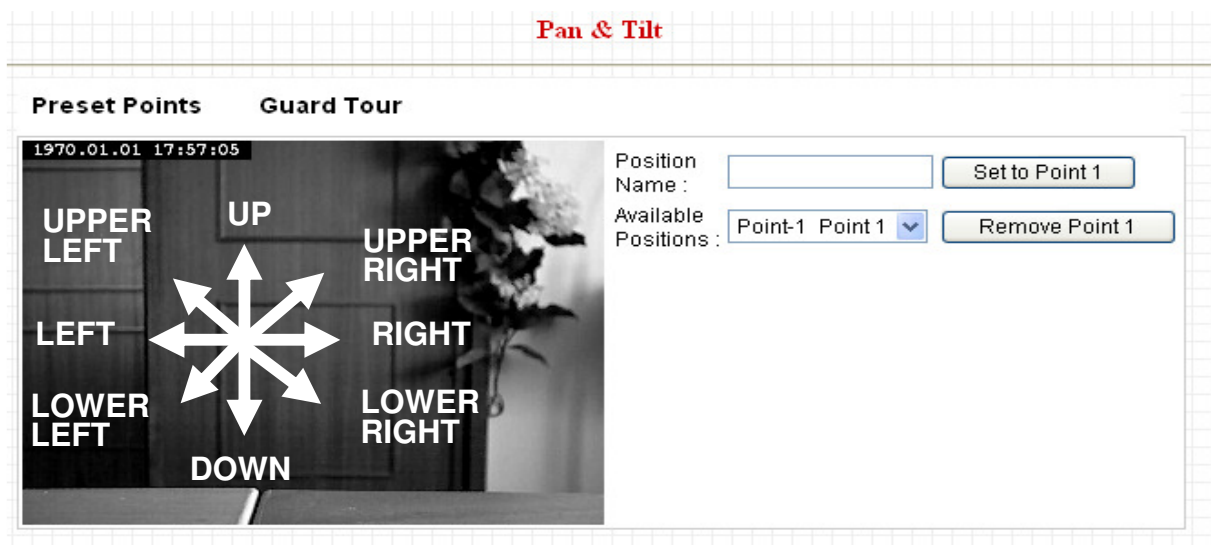 Pan & Tilt
Preset Points Guard Tour
1970.01.01 17:57:05
UPPER
LEFT
UP
UPPER
RIGHT
LEFT
RIGHT
LOWER
LEFT
LOWER
RIGHT
DOWN
Position
Name :
Set to Point 1
Available
Positions :
Point-1 Point 1
Remove Point 1